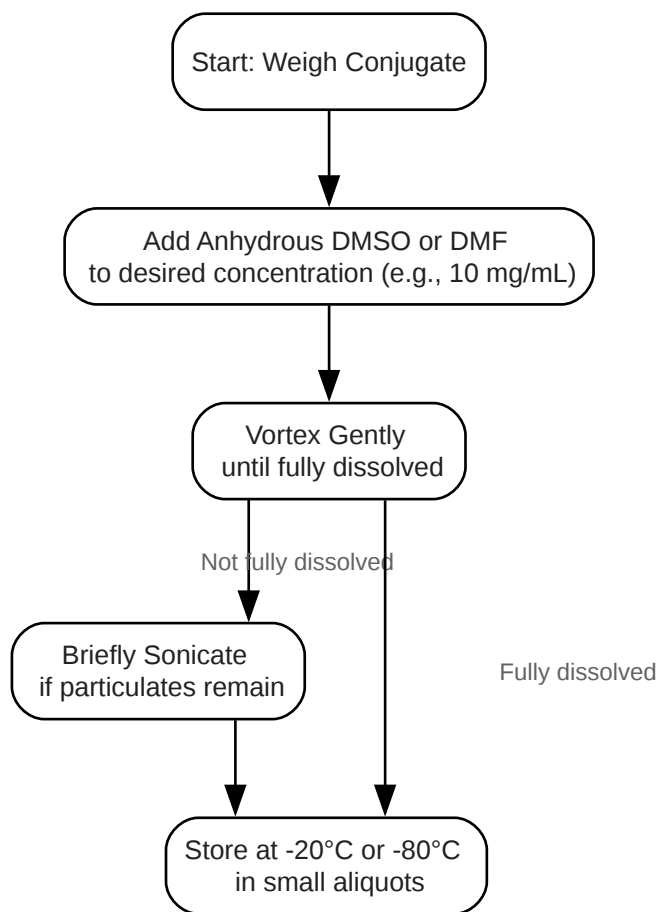 Start: Weigh Conjugate
Add Anhydrous DMSO or DMF
to desired concentration (e.g., 10 mg/mL)
Vortex Gently
until fully dissolved
Not fully dissolved
Briefly Sonicate
if particulates remain
Fully dissolved
Store at -20°C or -80°C
in small aliquots